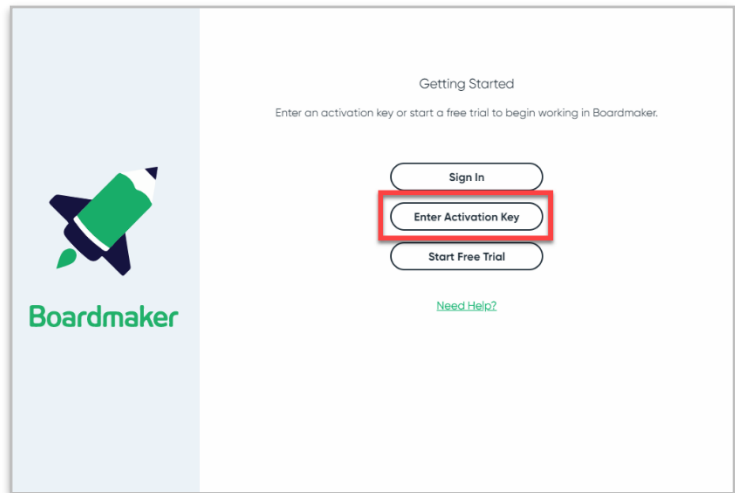 Getting Started
Enter an activation key or start a free trial to begin working in Boardmaker.
Sign In
Enter Activation Key
Start Free Trial
Need Help?
Boardmaker